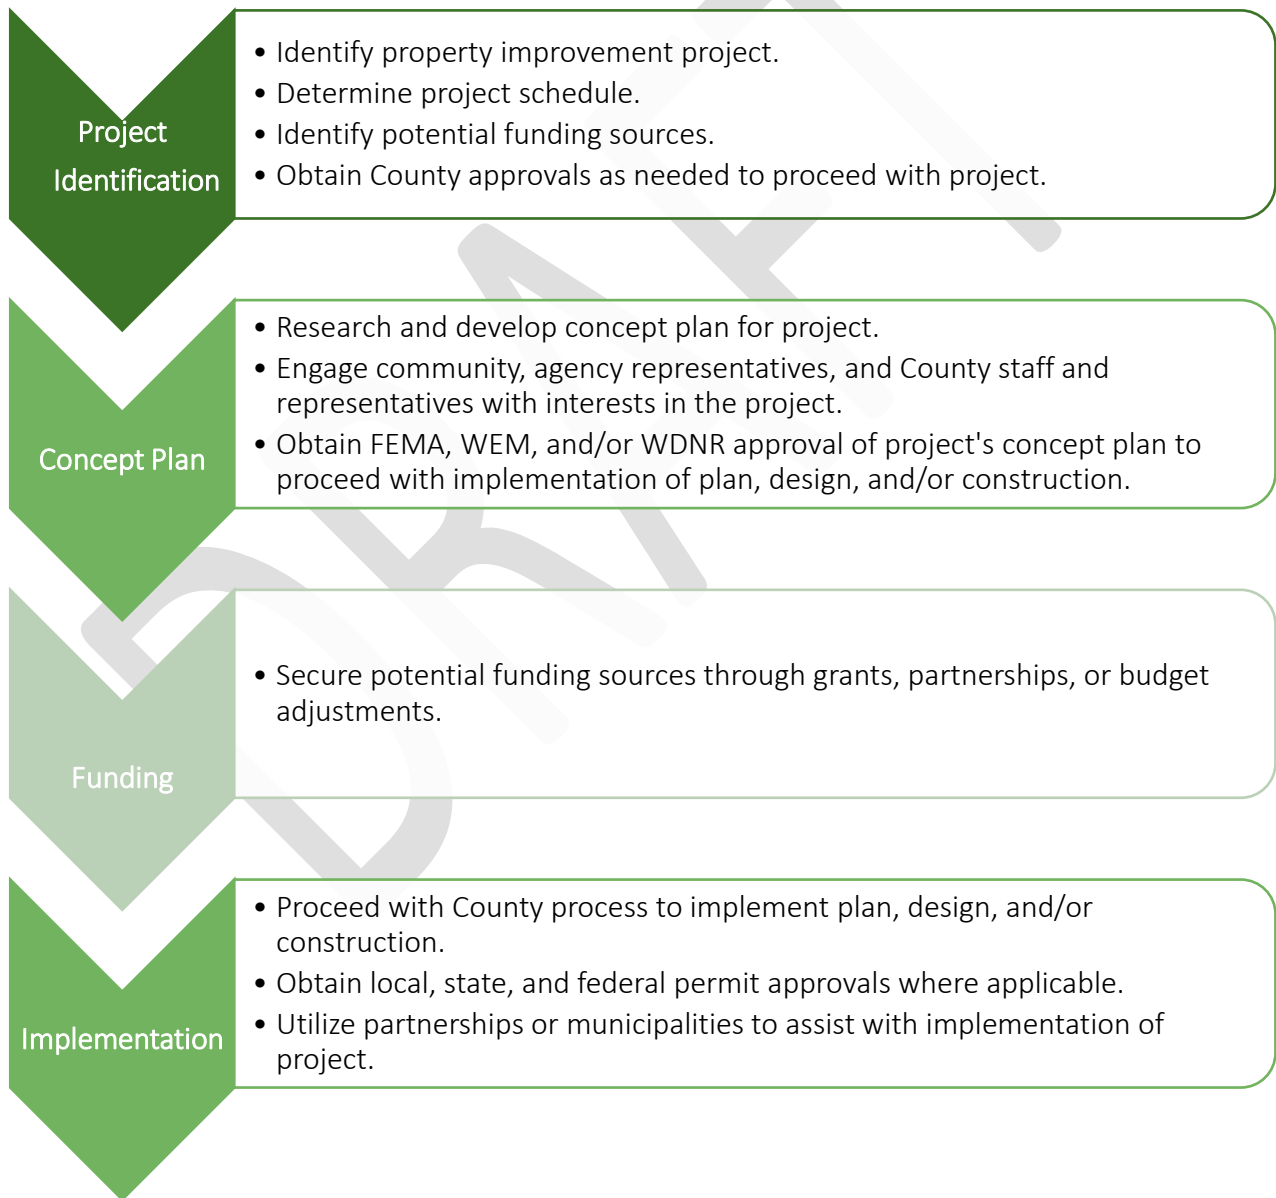 Project
Identification
• Identify property improvement project.
• Determine project schedule.
• Identify potential funding sources.
• Obtain County approvals as needed to proceed with project.
Concept Plan
• Research and develop concept plan for project.
• Engage community, agency representatives, and County staff and
representatives with interests in the project.
• Obtain FEMA, WEM, and/or WDNR approval of project's concept plan to
proceed with implementation of plan, design, and/or construction.
Funding
• Secure potential funding sources through grants, partnerships, or budget
adjustments.
Implementation
• Proceed with County process to implement plan, design, and/or
construction.
• Obtain local, state, and federal permit approvals where applicable.
• Utilize partnerships or municipalities to assist with implementation of
project.
DRAFT